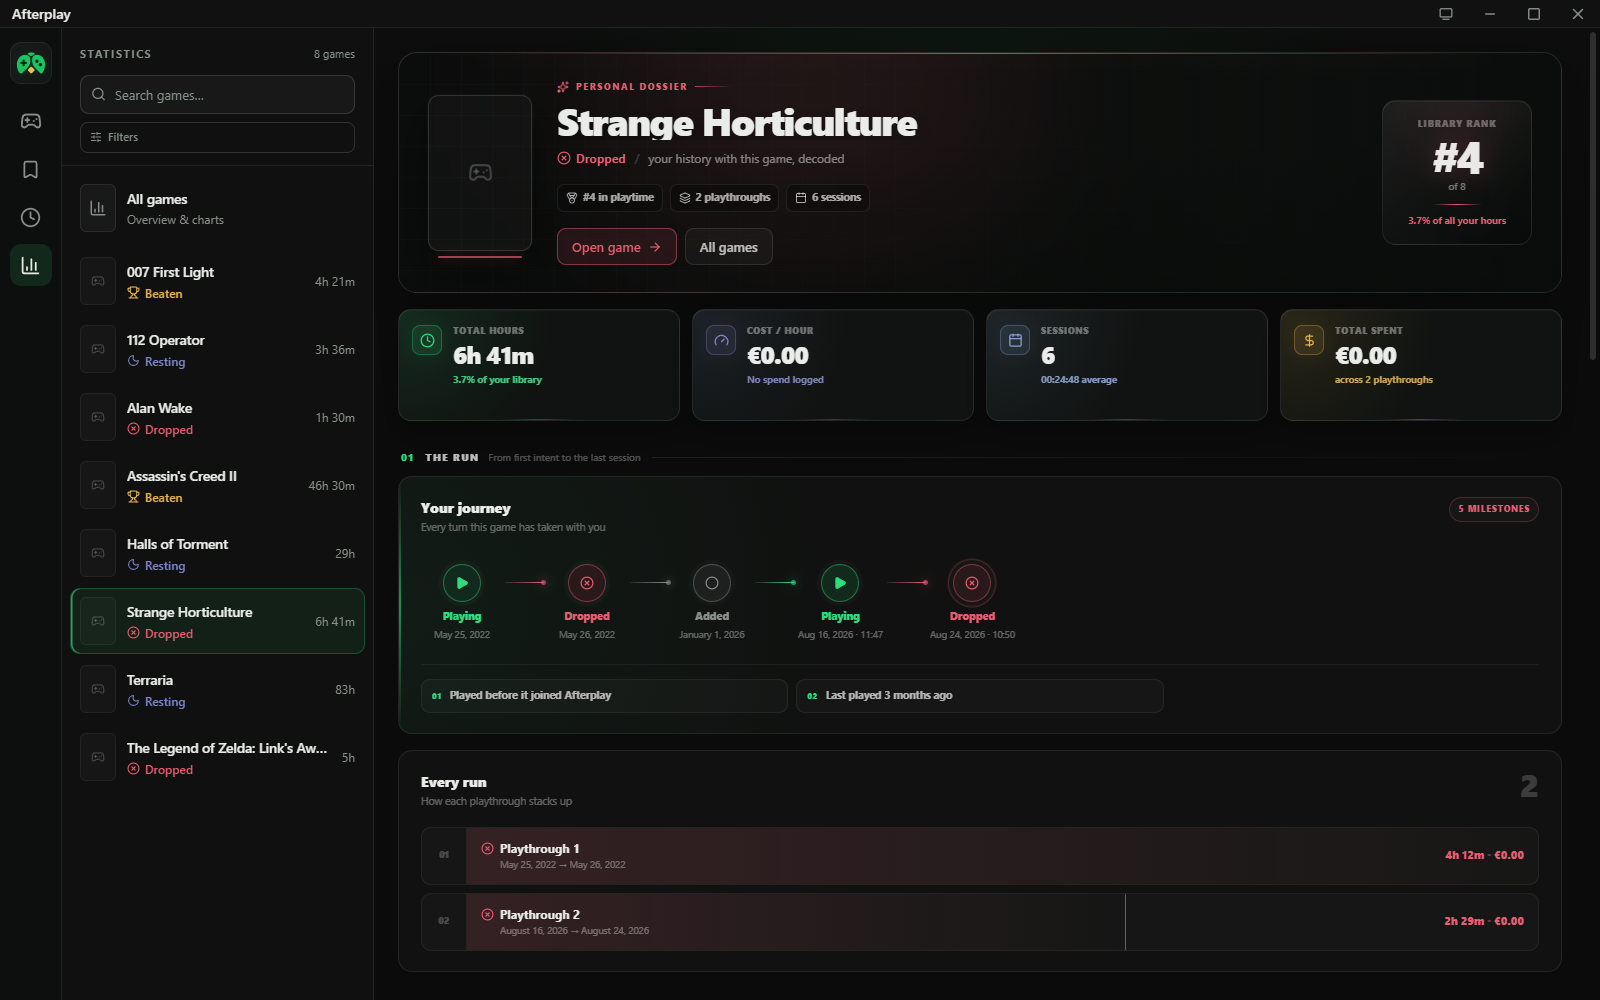 Afterplay
STATISTICS
8 games
Search games...
Filters
All games
Overview & charts
007 First Light
Beaten
4h 21m
112 Operator
Resting
3h 36m
Alan Wake
Dropped
1h 30m
Assassin's Creed II
Beaten
46h 30m
Halls of Torment
Resting
29h
Strange Horticulture
Dropped
6h 41m
Terraria
Resting
83h
The Legend of Zelda: Link's Aw...
Dropped
5h
PERSONAL DOSSIER
Strange Horticulture
Dropped / your history with this game, decoded
#4 in playtime
2 playthroughs
6 sessions
Open game
All games
LIBRARY RANK
#4
of 8
3.7% of all your hours
TOTAL HOURS
6h 41m
3.7% of your library
COST / HOUR
€0.00
No spend logged
SESSIONS
6
00:24:48 average
TOTAL SPENT
€0.00
across 2 playthroughs
01 THE RUN From first intent to the last session
Your journey
Every turn this game has taken with you
5 MILESTONES
Playing
May 25, 2022
Dropped
May 26, 2022
Added
January 1, 2026
Playing
Aug 16, 2026 · 11:47
Dropped
Aug 24, 2026 · 10:50
01 Played before it joined Afterplay
02 Last played 3 months ago
Every run
How each playthrough stacks up
2
01
Playthrough 1
May 25, 2022 → May 26, 2022
4h 12m · €0.00
02
Playthrough 2
August 16, 2026 → August 24, 2026
2h 29m · €0.00